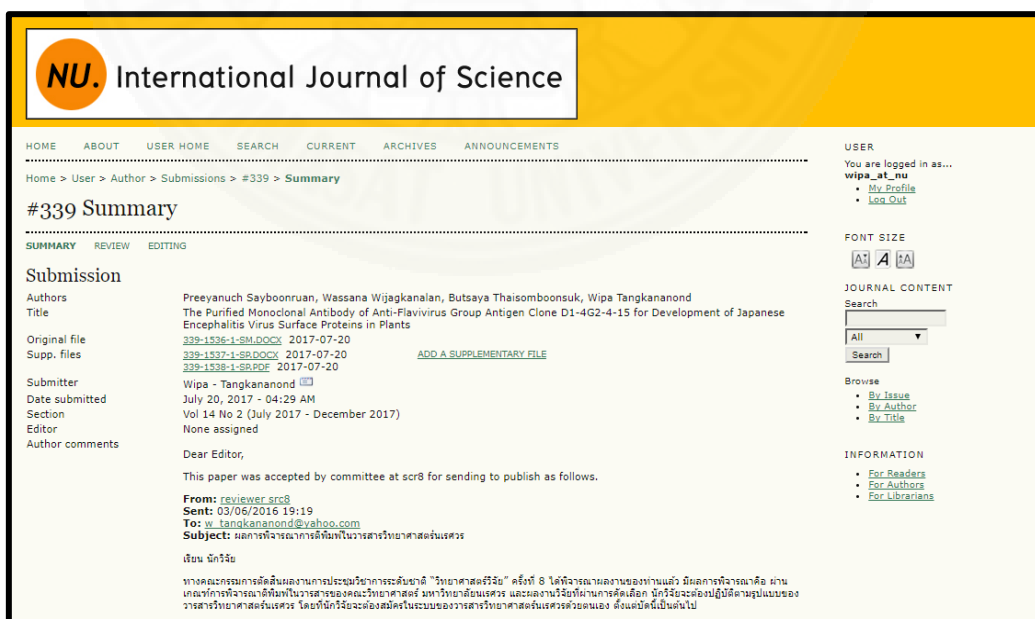 NU. International Journal of Science
HOME ABOUT USER HOME SEARCH CURRENT ARCHIVES ANNOUNCEMENTS
Home > User > Author > Submissions > #339 > Summary
#339 Summary
SUMMARY REVIEW EDITING
Submission
Authors Preeyanuch Sayboonruan, Wassana Wijagkanalan, Butsaya Thaisomboonsuk, Wipa Tangkananond
Title The Purified Monoclonal Antibody of Anti-Flavivirus Group Antigen Clone D1-4G2-4-15 for Development of Japanese
Encephalitis Virus Surface Proteins in Plants
Original file 339-1536-1-SM.DOCX 2017-07-20
Supp. files 339-1537-1-SP.DOCX 2017-07-20 ADD A SUPPLEMENTARY FILE
339-1538-1-SP.PDF 2017-07-20
Submitter Wipa - Tangkananond
Date submitted July 20, 2017 - 04:29 AM
Section Vol 14 No 2 (July 2017 - December 2017)
Editor None assigned
Author comments
Dear Editor,
This paper was accepted by committee at scr8 for sending to publish as follows.
From: reviewer src8
Sent: 03/06/2016 19:19
To: w_tangkananond@yahoo.com
Subject: ผลการพิจารณาการตีพิมพ์ในวารสารวิทยาศาสตร์นเรศวร
เรียน นักวิจัย
ทางคณะกรรมการตัดสินผลงานการประชุมวิชาการระดับชาติ "วิทยาศาสตร์วิจัย" ครั้งที่ 8 ได้พิจารณาผลงานของท่านแล้ว มีผลการพิจารณาคือ ผ่าน
เกณฑ์การพิจารณาตีพิมพ์ในวารสารของคณะวิทยาศาสตร์ มหาวิทยาลัยนเรศวร และผลงานวิจัยที่ผ่านการคัดเลือก นักวิจัยจะต้องปฏิบัติตามรูปแบบของ
วารสารวิทยาศาสตร์นเรศวร โดยที่นักวิจัยจะต้องสมัครในระบบของวารสารวิทยาศาสตร์นเรศวรด้วยตนเอง ตั้งแต่บัดนี้เป็นต้นไป
USER
You are logged in as...
wipa_at_nu
My Profile
Log Out
FONT SIZE
A A A
JOURNAL CONTENT
Search
All
Search
Browse
By Issue
By Author
By Title
INFORMATION
For Readers
For Authors
For Librarians